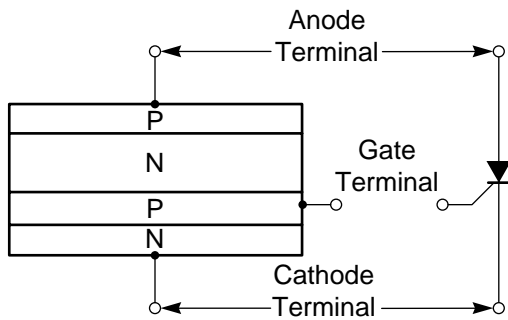 Anode
Terminal
P
N
Gate
Terminal
P
N
Cathode
Terminal